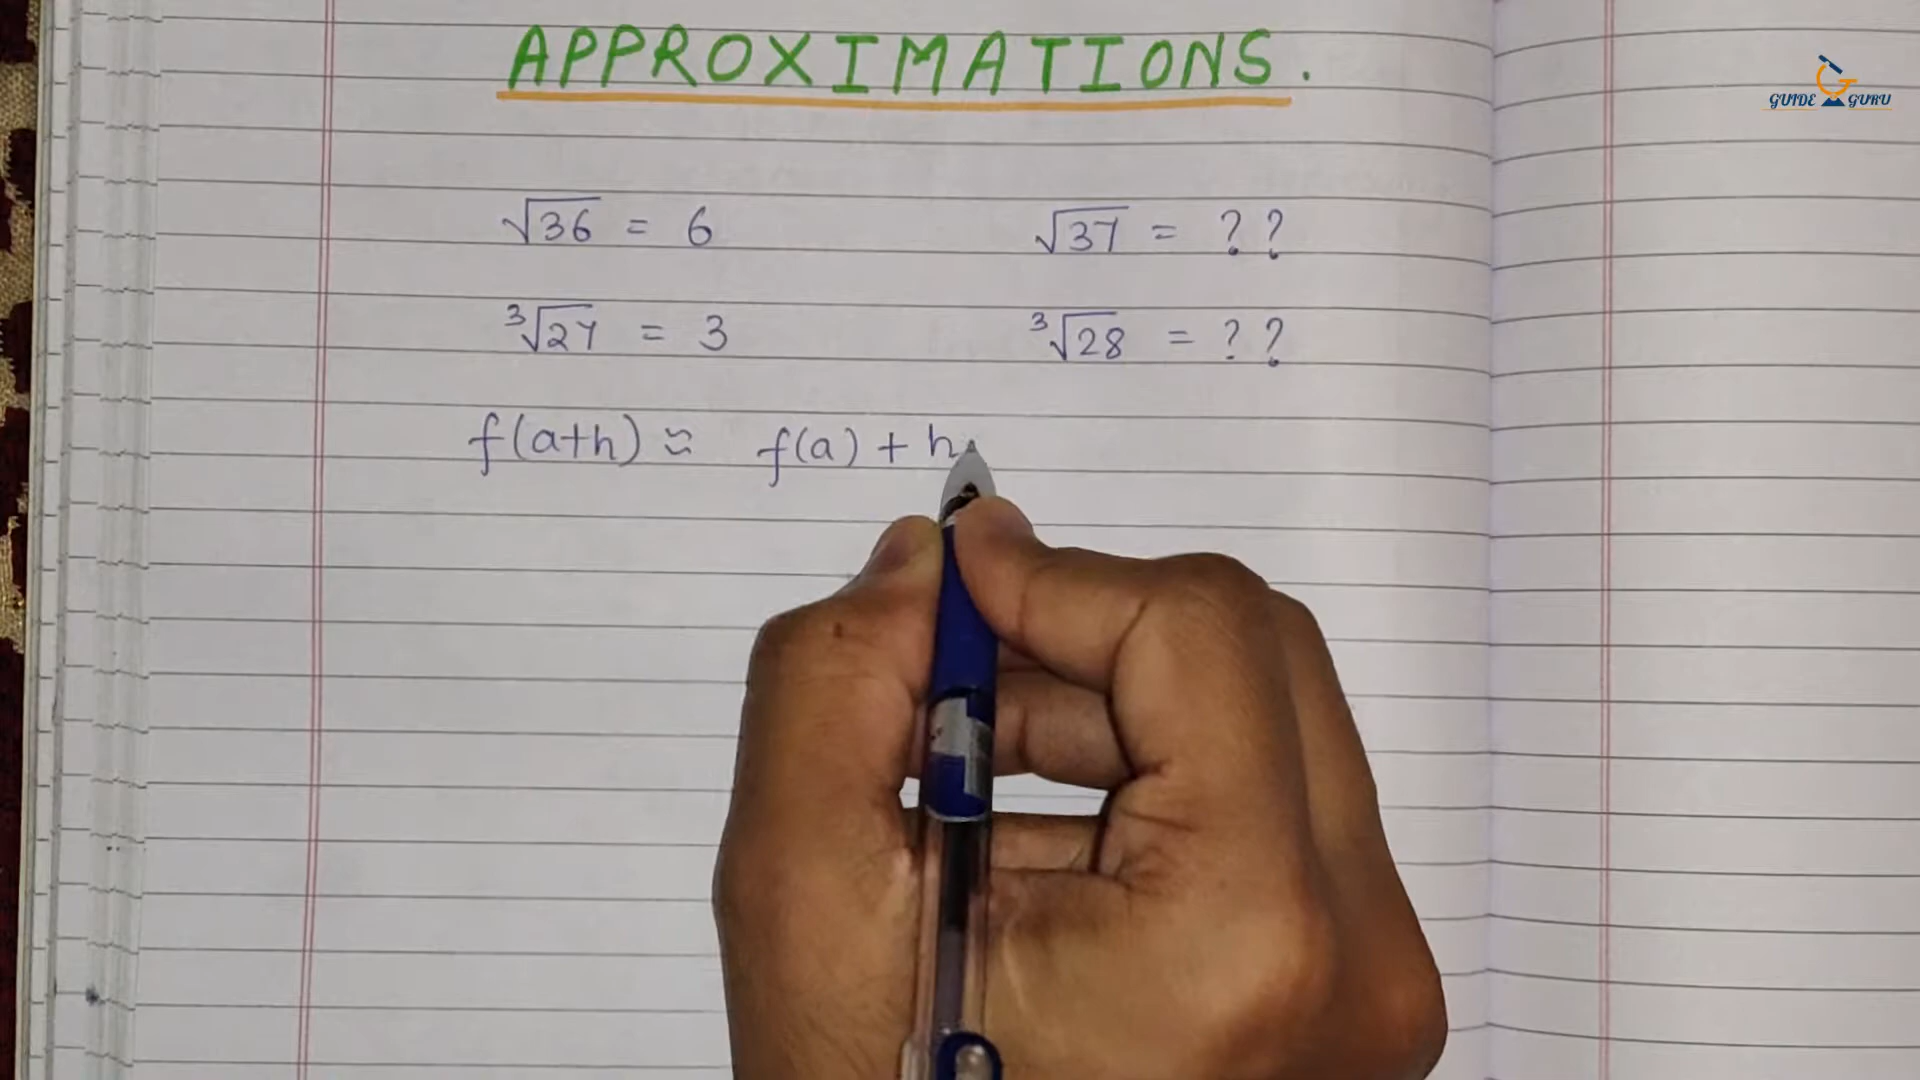 APPROXIMATIONS.
GUIDE GURU
√36 = 6 √37 = ??
³√27 = 3 ³√28 = ??
f(a+h) ≈ f(a) + h